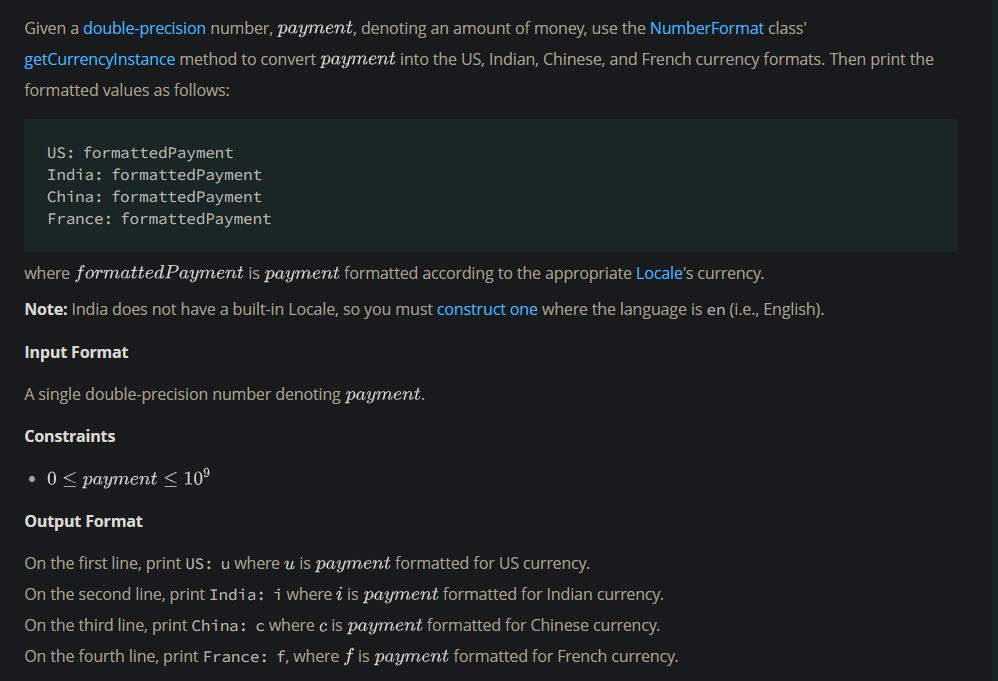 Given a double-precision number, payment, denoting an amount of money, use the NumberFormat class'
getCurrencyInstance method to convert payment into the US, Indian, Chinese, and French currency formats. Then print the
formatted values as follows:
US: formattedPayment
India: formattedPayment
China: formattedPayment
France: formattedPayment
where formattedPayment is payment formatted according to the appropriate Locale's currency.
Note: India does not have a built-in Locale, so you must construct one where the language is en (i.e., English).
Input Format
A single double-precision number denoting payment.
Constraints
• 0 ≤ payment ≤ 10⁹
Output Format
On the first line, print US: u where u is payment formatted for US currency.
On the second line, print India: i where i is payment formatted for Indian currency.
On the third line, print China: c where c is payment formatted for Chinese currency.
On the fourth line, print France: f, where f is payment formatted for French currency.